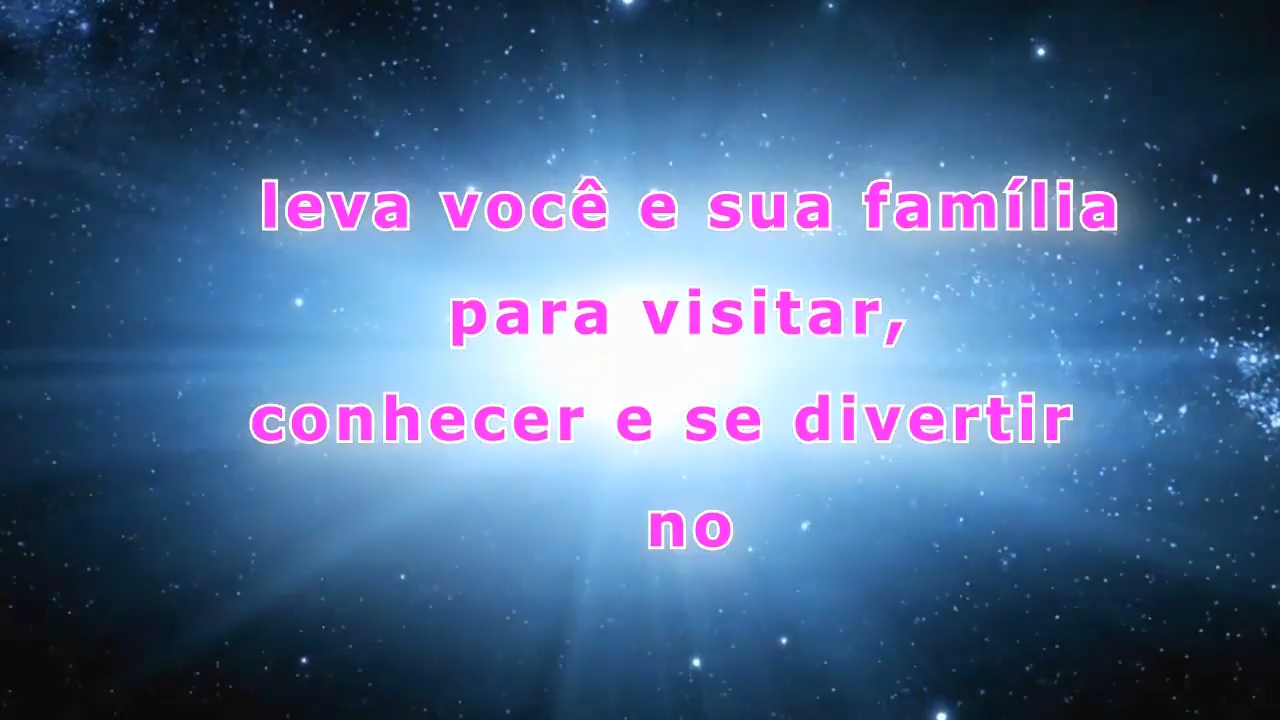 leva você e sua família
para visitar,
conhecer e se divertir
no